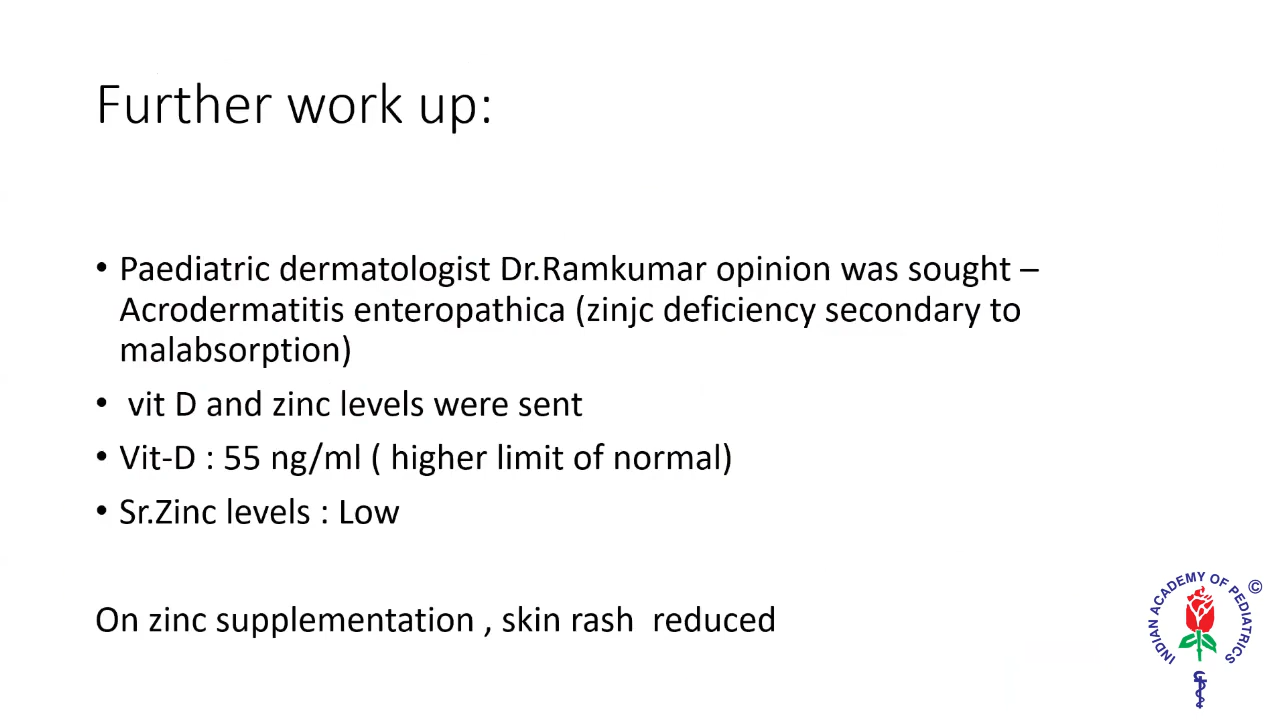 Further work up:
• Paediatric dermatologist Dr.Ramkumar opinion was sought –
Acrodermatitis enteropathica (zinjc deficiency secondary to
malabsorption)
• vit D and zinc levels were sent
• Vit-D : 55 ng/ml ( higher limit of normal)
• Sr.Zinc levels : Low
On zinc supplementation , skin rash  reduced
INDIAN ACADEMY OF PEDIATRICS ©